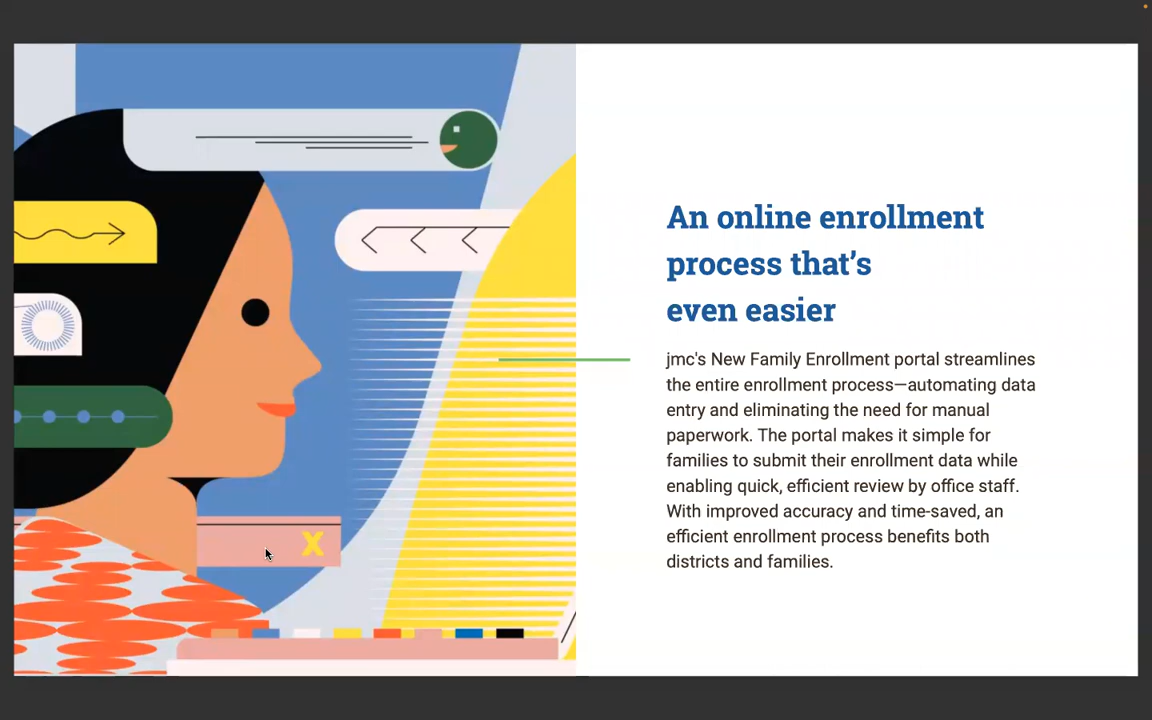 An online enrollment
process that’s
even easier
jmc's New Family Enrollment portal streamlines
the entire enrollment process—automating data
entry and eliminating the need for manual
paperwork. The portal makes it simple for
families to submit their enrollment data while
enabling quick, efficient review by office staff.
With improved accuracy and time-saved, an
efficient enrollment process benefits both
districts and families.
X